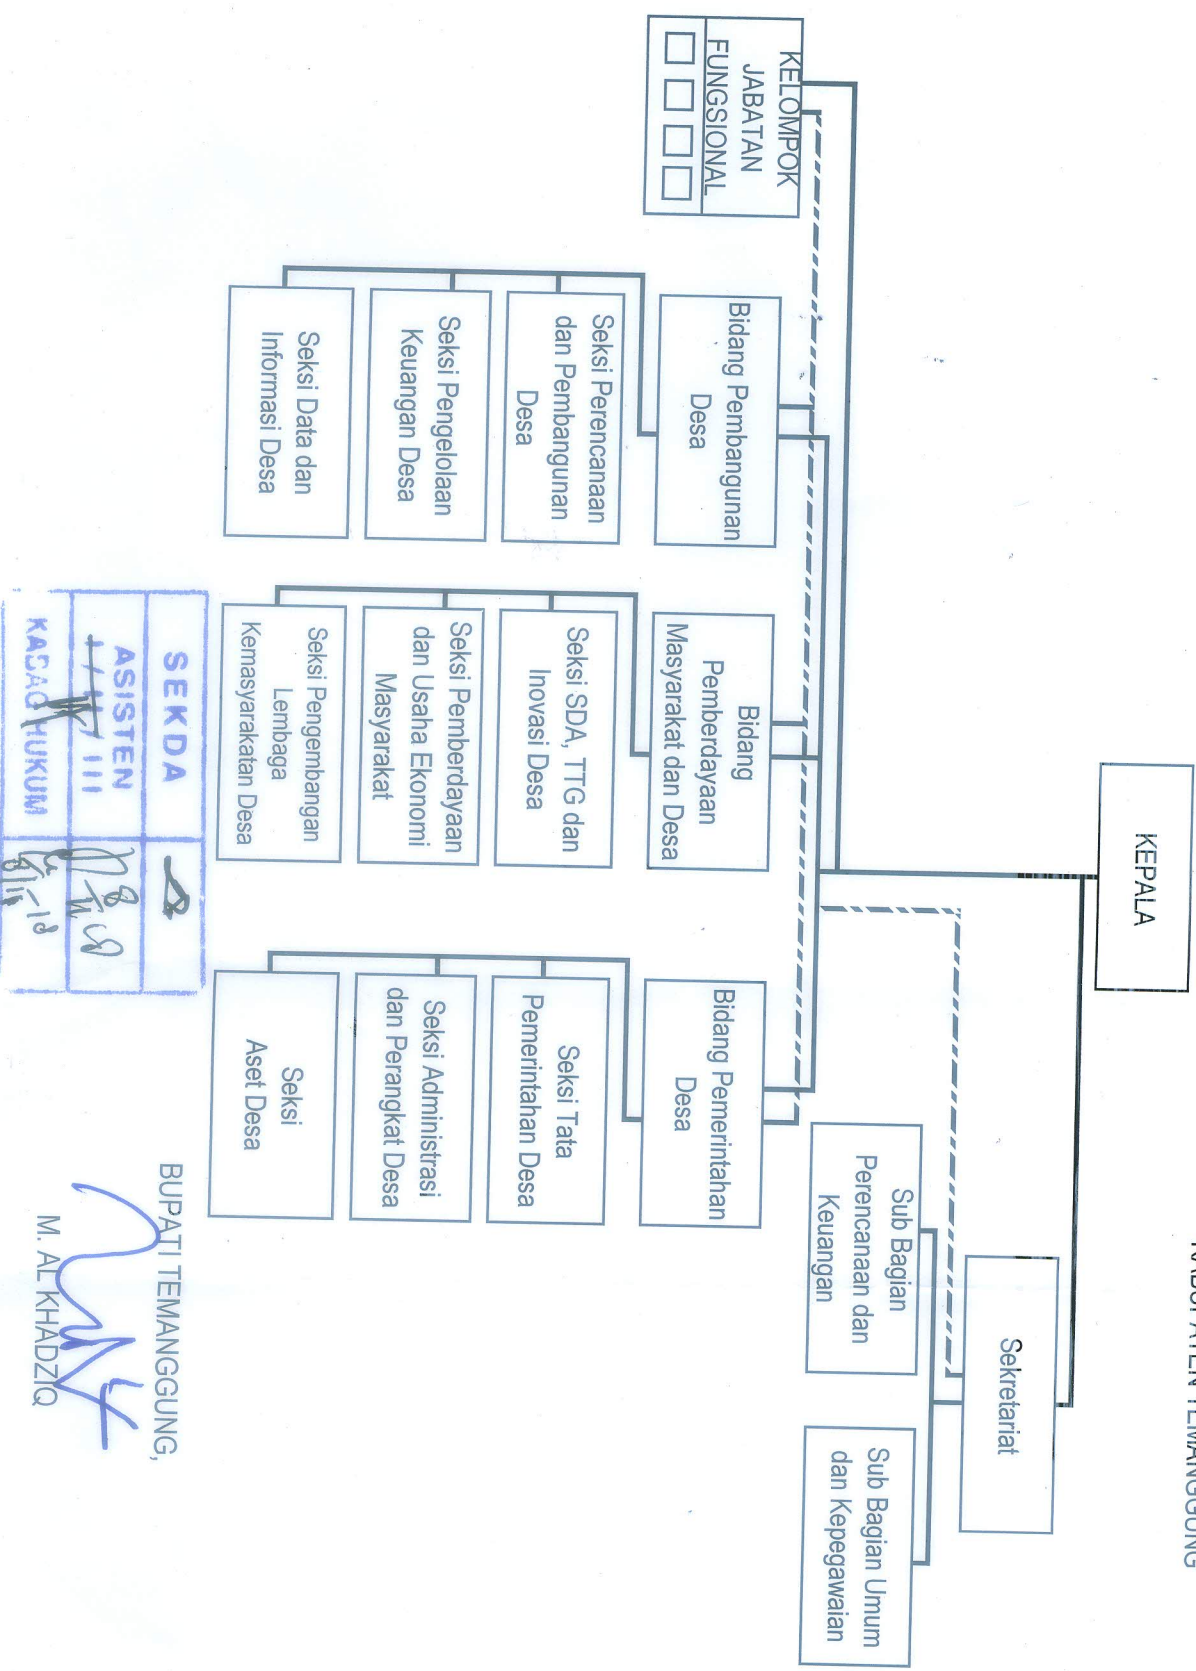 KABUPATEN TEMANGGUNG
KEPALA
Sekretariat
Sub Bagian
Perencanaan dan
Keuangan
Sub Bagian Umum
dan Kepegawaian
KELOMPOK
JABATAN
FUNGSIONAL
Bidang Pembangunan
Desa
Seksi Perencanaan
dan Pembangunan
Desa
Seksi Pengelolaan
Keuangan Desa
Seksi Data dan
Informasi Desa
Bidang
Pemberdayaan
Masyarakat dan Desa
Seksi SDA, TTG dan
Inovasi Desa
Seksi Pemberdayaan
dan Usaha Ekonomi
Masyarakat
Seksi Pengembangan
Lembaga
Kemasyarakatan Desa
Bidang Pemerintahan
Desa
Seksi Tata
Pemerintahan Desa
Seksi Administrasi
dan Perangkat Desa
Seksi
Aset Desa
SEKDA
ASISTEN
III
KABAG HUKUM
BUPATI TEMANGGUNG,
M. AL KHADZIQ